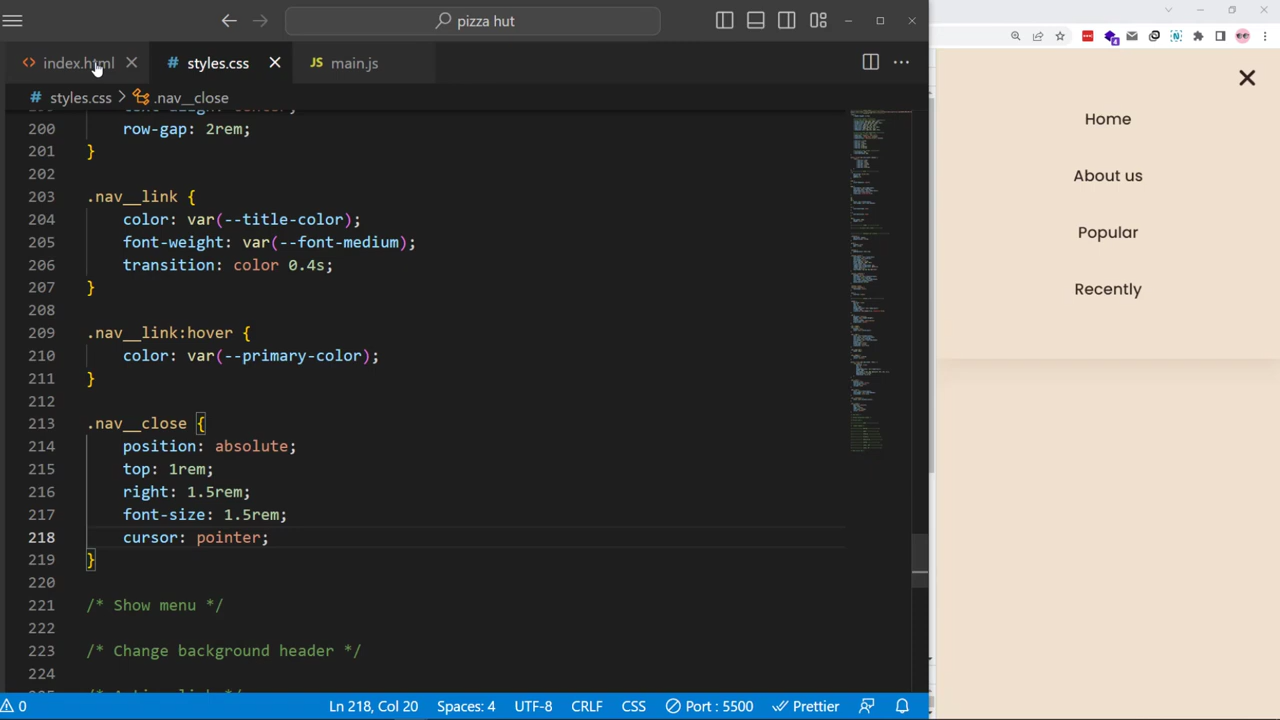 pizza hut
index.html
styles.css
JS main.js
# styles.css > .nav__close
200 row-gap: 2rem;
201 }
202
203 .nav__link {
204 color: var(--title-color);
205 font-weight: var(--font-medium);
206 transition: color 0.4s;
207 }
208
209 .nav__link:hover {
210 color: var(--primary-color);
211 }
212
213 .nav__close {
214 position: absolute;
215 top: 1rem;
216 right: 1.5rem;
217 font-size: 1.5rem;
218 cursor: pointer;
219 }
220
221 /* Show menu */
222
223 /* Change background header */
224
0 Ln 218, Col 20 Spaces: 4 UTF-8 CRLF CSS Port : 5500 Prettier
4
Home
About us
Popular
Recently